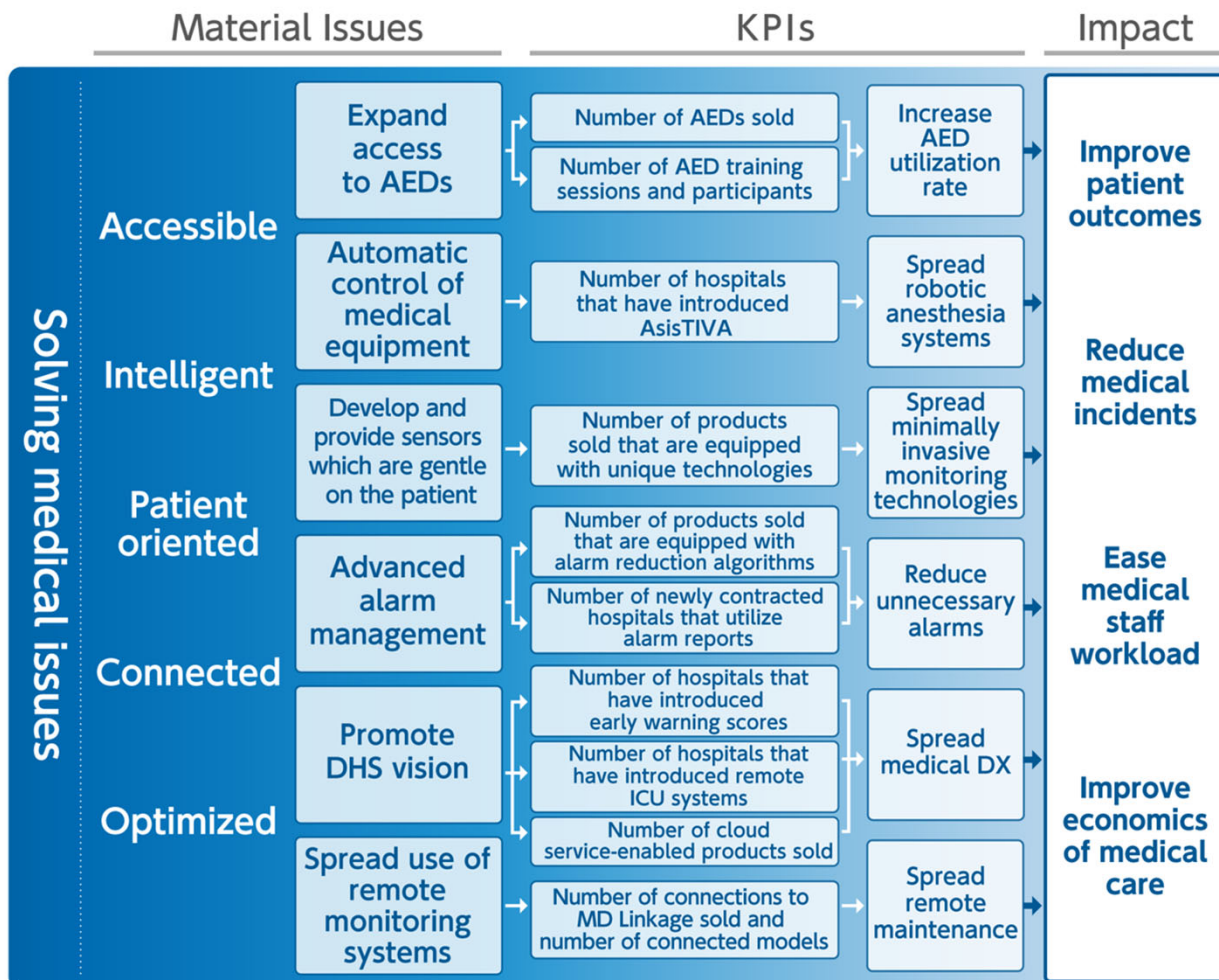 Material Issues
KPIs
Impact
Solving medical issues
Accessible
Intelligent
Patient
oriented
Connected
Optimized
Expand
access
to AEDs
Number of AEDs sold
Number of AED training
sessions and participants
Increase
AED
utilization
rate
Automatic
control of
medical
equipment
Number of hospitals
that have introduced
AsisTIVA
Spread
robotic
anesthesia
systems
Develop and
provide sensors
which are gentle
on the patient
Number of products
sold that are equipped
with unique technologies
Spread
minimally
invasive
monitoring
technologies
Advanced
alarm
management
Number of products sold
that are equipped with
alarm reduction algorithms
Number of newly contracted
hospitals that utilize
alarm reports
Reduce
unnecessary
alarms
Promote
DHS vision
Number of hospitals that
have introduced
early warning scores
Number of hospitals that
have introduced remote
ICU systems
Number of cloud
service-enabled products sold
Spread
medical DX
Spread use of
remote
monitoring
systems
Number of connections to
MD Linkage sold and
number of connected models
Spread
remote
maintenance
Improve
patient
outcomes
Reduce
medical
incidents
Ease
medical
staff
workload
Improve
economics
of medical
care